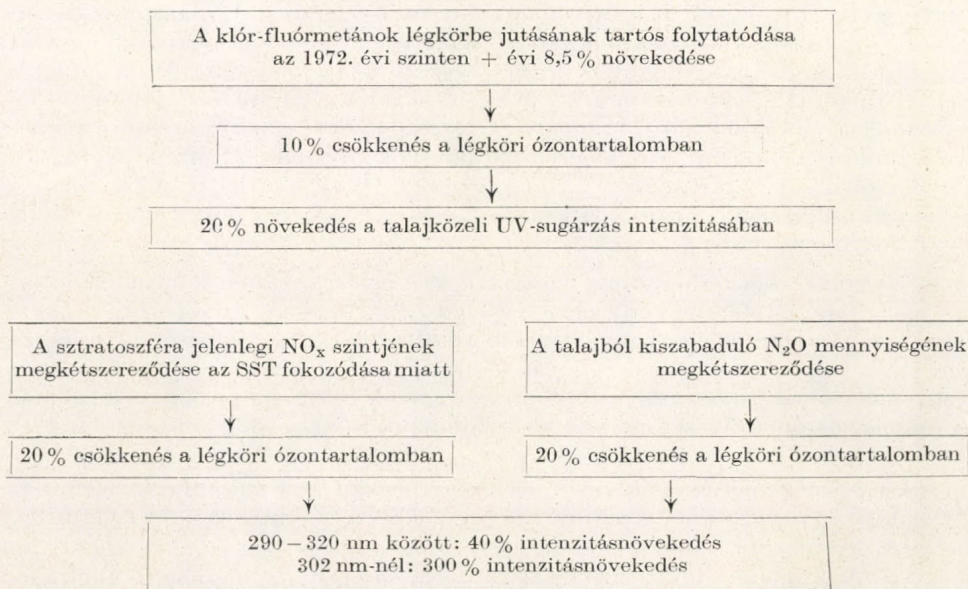 A klór-fluórmetánok légkörbe jutásának tartós folytatódása
az 1972. évi szinten + évi 8,5 % növekedése
10 % csökkenés a légköri ózontartalomban
20 % növekedés a talajközeli UV-sugárzás intenzitásában
A sztratoszféra jelenlegi NOₓ szintjének
megkétszereződése az SST fokozódása miatt
A talajból kiszabaduló N₂O mennyiségének
megkétszereződése
20 % csökkenés a légköri ózontartalomban
20 % csökkenés a légköri ózontartalomban
290 – 320 nm között: 40 % intenzitásnövekedés
302 nm-nél: 300 % intenzitásnövekedés